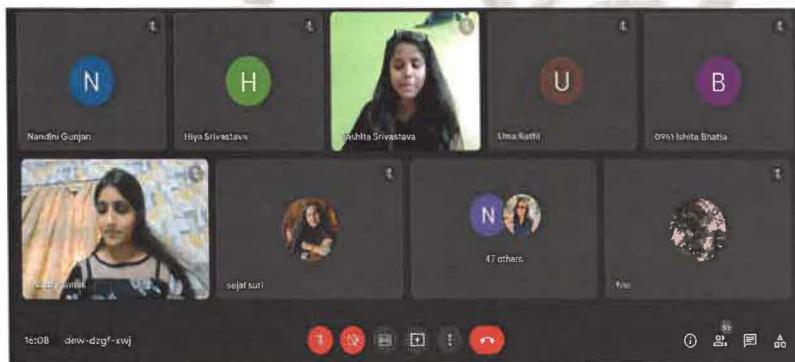 N
H
U
B
Nandini Gunjan
Hiya Srivastava
Ashita Srivastava
Uma Rathi
0961 Ishita Bhatia
N
47 others
sejal suri
You
16:08 dew-dzgf-xwj
55